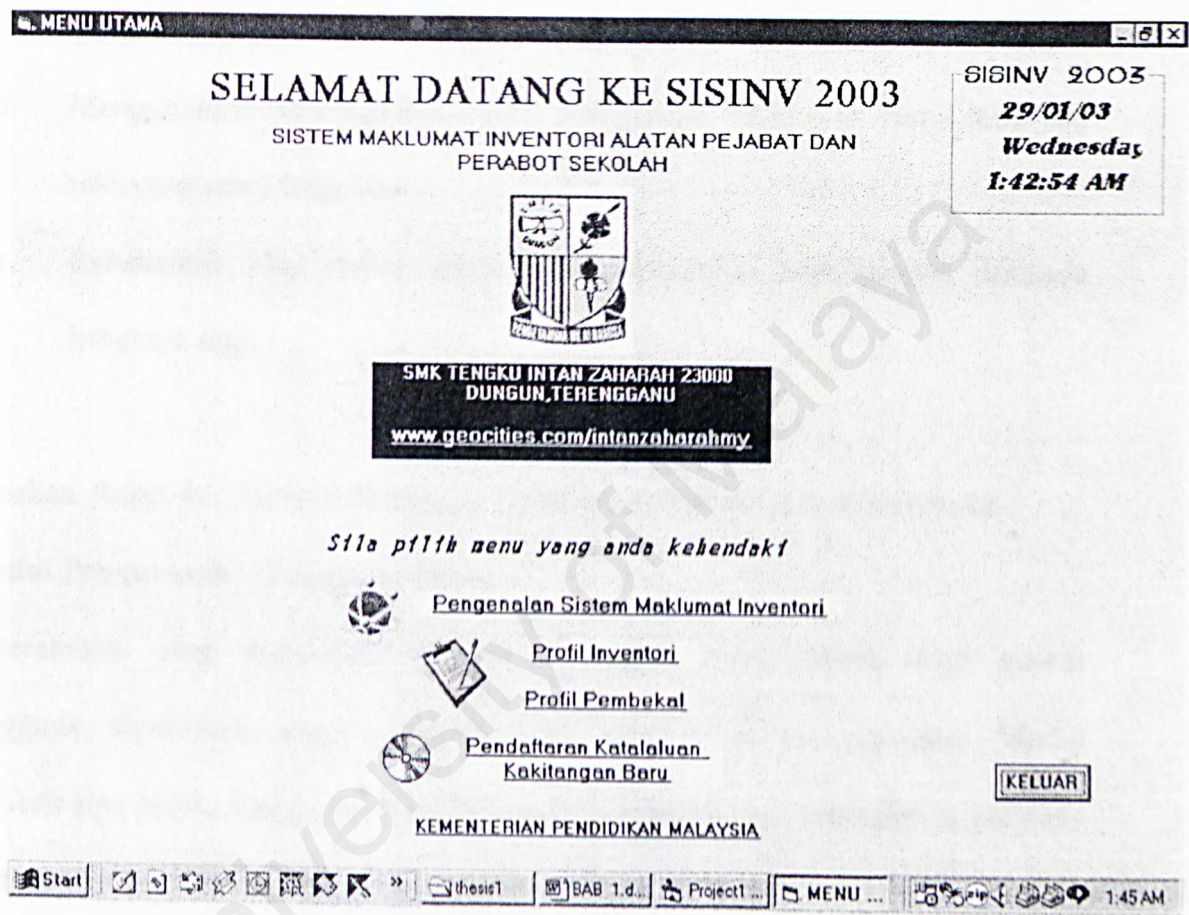 MENU UTAMA
SELAMAT DATANG KE SISINV 2003
SISTEM MAKLUMAT INVENTORI ALATAN PEJABAT DAN
PERABOT SEKOLAH
SISINV 2003
29/01/03
Wednesday
1:42:54 AM
SMK TENGKU INTAN ZAHARAH 23000
DUNGUN,TERENGGANU
www.geocities.com/intanzaharahmy
Sila pilih menu yang anda kehendaki
Pengenalan Sistem Maklumat Inventori
Profil Inventori
Profil Pembekal
Pendaftaran Katalaluan
Kakitangan Baru
KELUAR
KEMENTERIAN PENDIDIKAN MALAYSIA
Start
thesis1
BAB 1.d...
Project1 ...
MENU ...
1:45 AM
University of Malaya